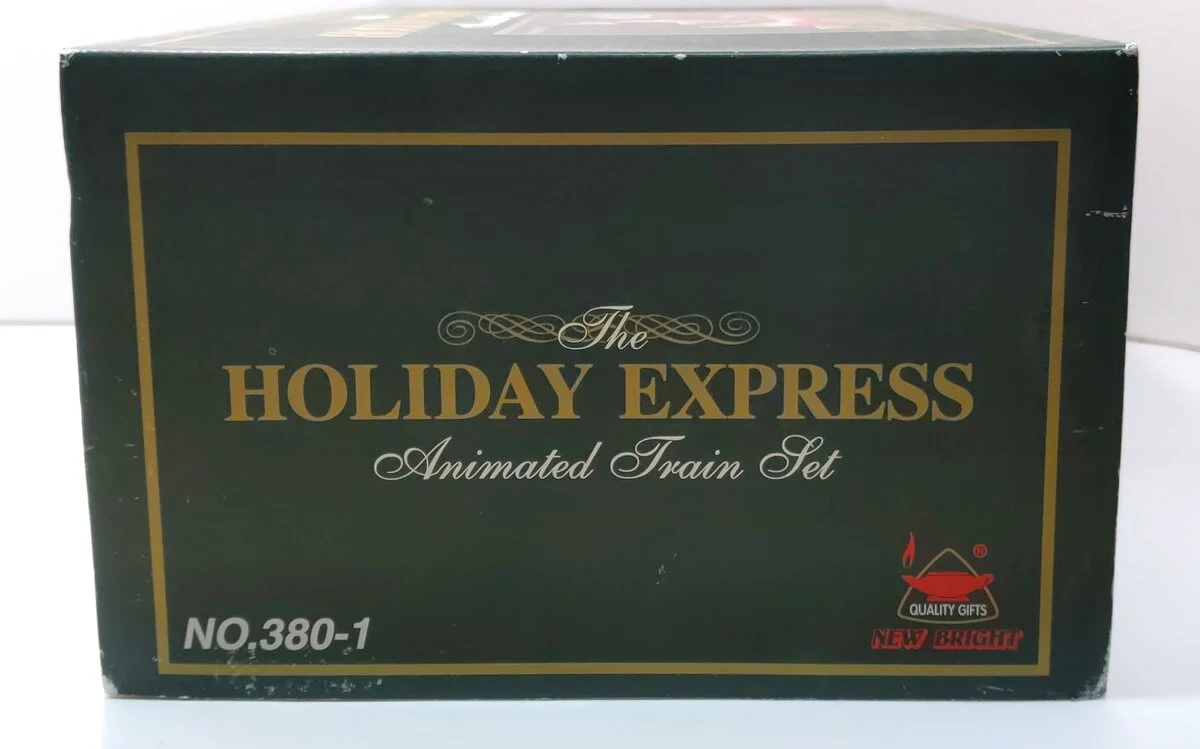 The
HOLIDAY EXPRESS
Animated Train Set
NO.380-1
®
QUALITY GIFTS
NEW BRIGHT